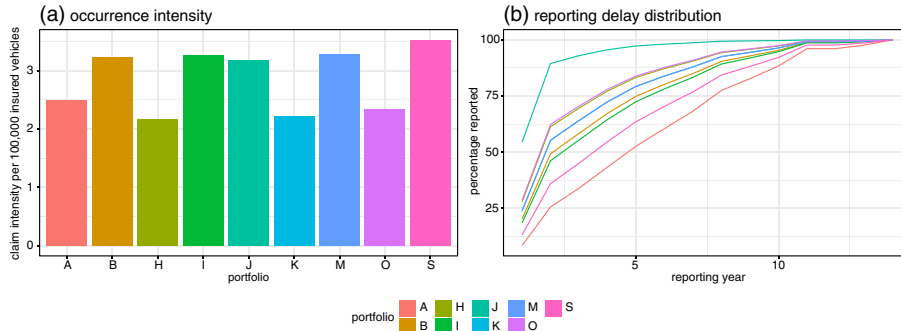 (a) occurrence intensity
claim intensity per 100,000 insured vehicles
3
2
1
0
A B H I J K M O S
portfolio
(b) reporting delay distribution
percentage reported
100
75
50
25
5 10
reporting year
portfolio
A H J M S
B I K O